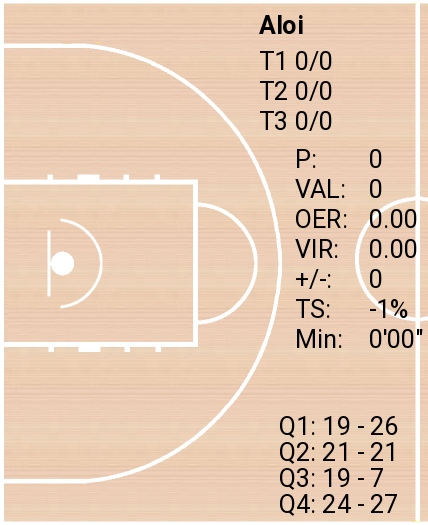 Aloi
T1 0/0
T2 0/0
T3 0/0
P: 0
VAL: 0
OER: 0.00
VIR: 0.00
+/-: 0
TS: -1%
Min: 0'00"
Q1: 19 - 26
Q2: 21 - 21
Q3: 19 - 7
Q4: 24 - 27